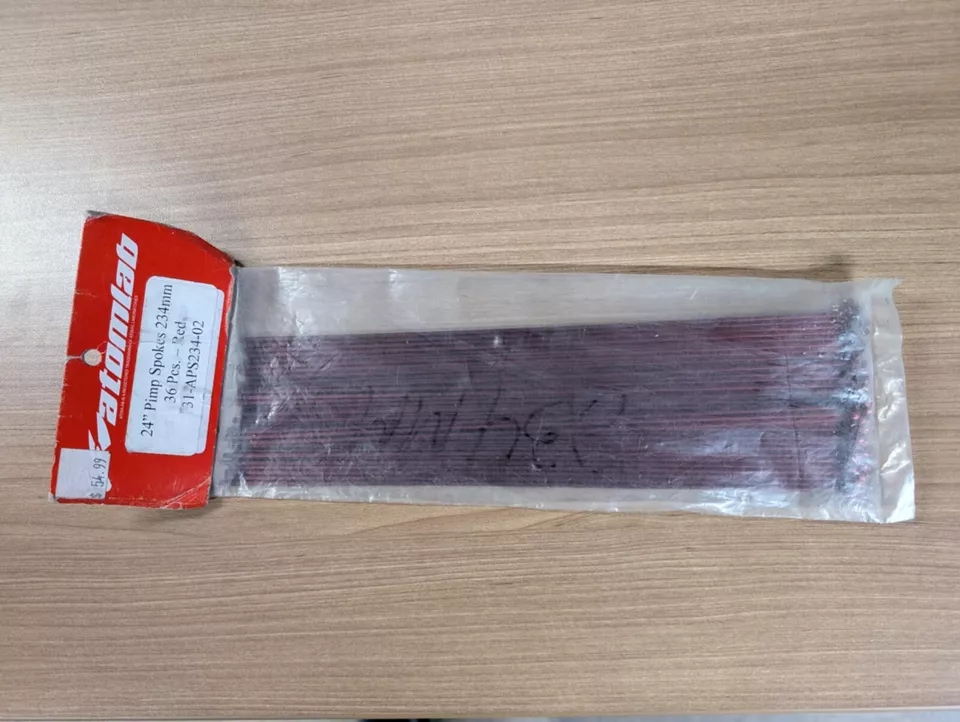 atomlab
24” Pimp Spokes 234mm
36 Pcs. ~ Red
31-APS234-02
$ 54.99